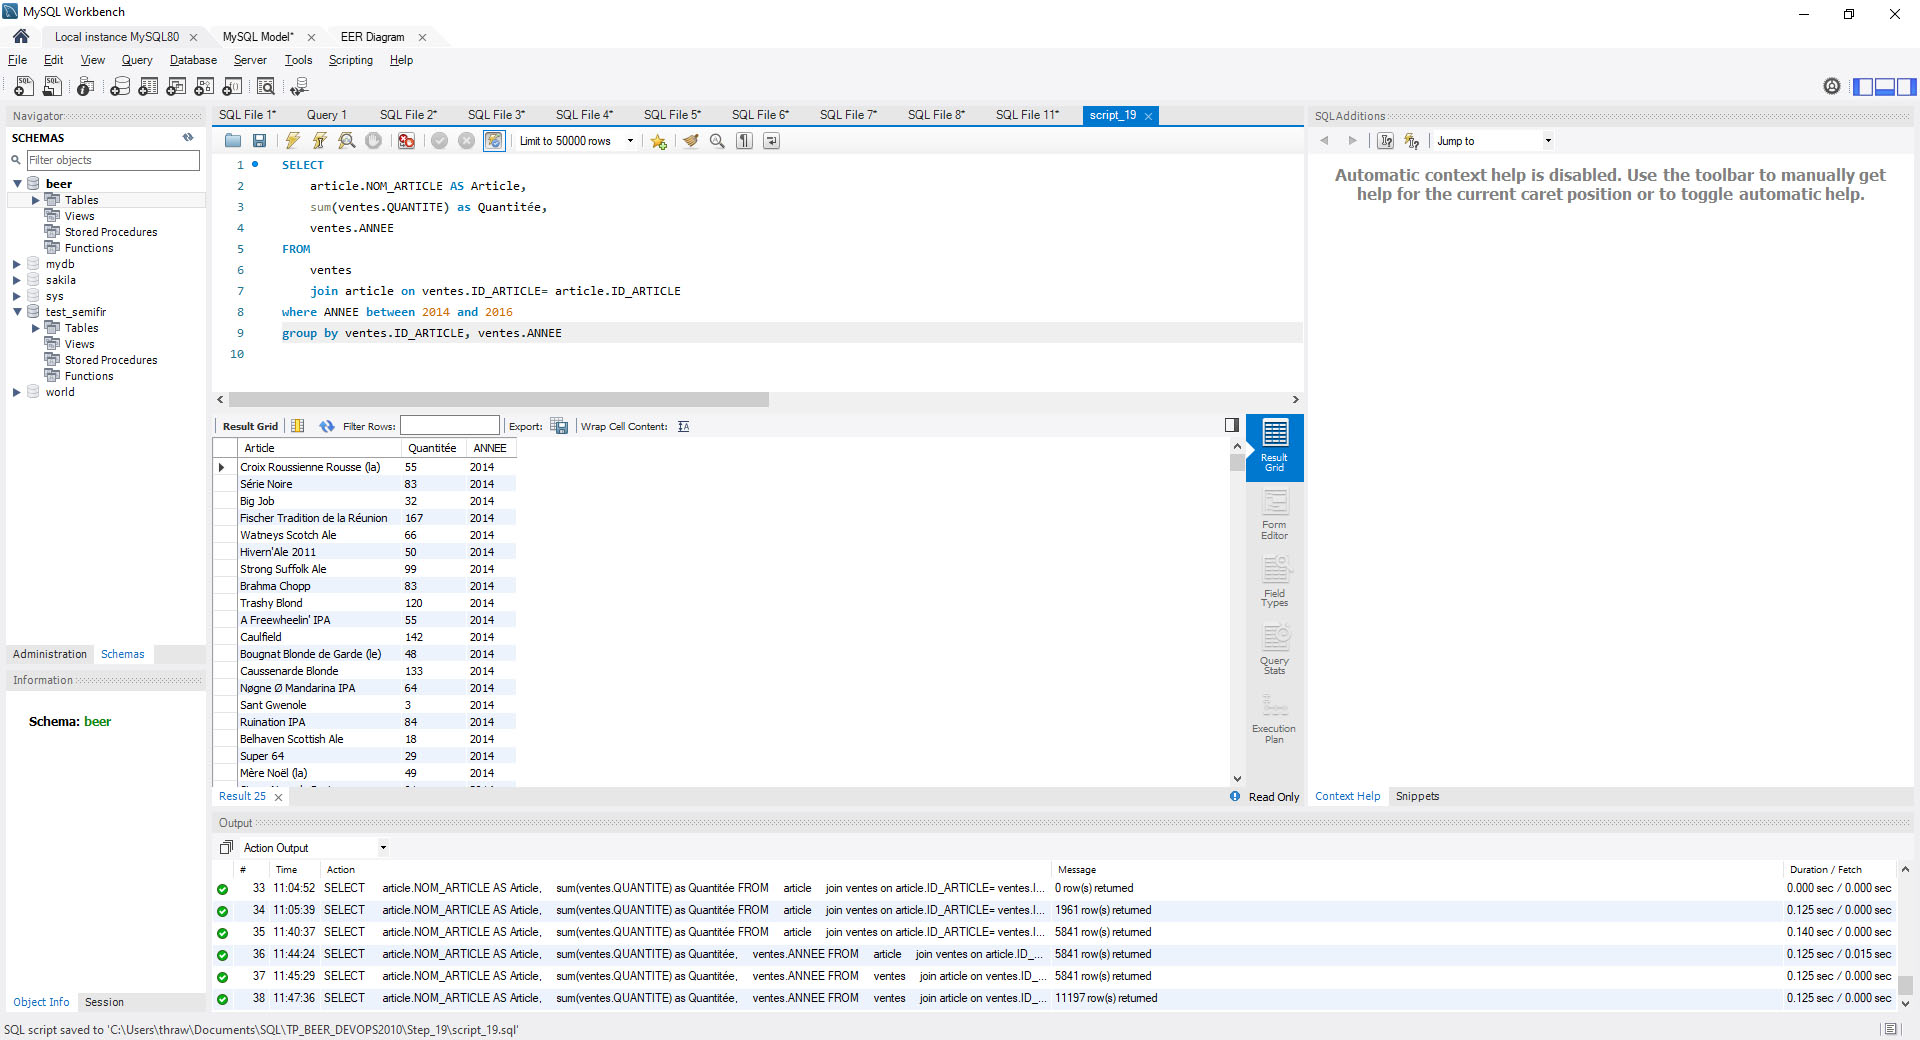 MySQL Workbench
Local instance MySQL80
MySQL Model*
EER Diagram
File Edit View Query Database Server Tools Scripting Help
Navigator
SCHEMAS
Filter objects
beer
Tables
Views
Stored Procedures
Functions
mydb
sakila
sys
test_semifir
Tables
Views
Stored Procedures
Functions
world
Administration Schemas
Information
Schema: beer
Object Info Session
SQL File 1* Query 1 SQL File 2* SQL File 3* SQL File 4* SQL File 5* SQL File 6* SQL File 7* SQL File 8* SQL File 11* script_19
Limit to 50000 rows
1 SELECT
2 article.NOM_ARTICLE AS Article,
3 sum(ventes.QUANTITE) as Quantitée,
4 ventes.ANNEE
5 FROM
6 ventes
7 join article on ventes.ID_ARTICLE= article.ID_ARTICLE
8 where ANNEE between 2014 and 2016
9 group by ventes.ID_ARTICLE, ventes.ANNEE
10
Result Grid Filter Rows: Export: Wrap Cell Content:
Article Quantitée ANNEE
Croix Roussienne Rousse (la) 55 2014
Série Noire 83 2014
Big Job 32 2014
Fischer Tradition de la Réunion 167 2014
Watneys Scotch Ale 66 2014
Hivern'Ale 2011 50 2014
Strong Suffolk Ale 99 2014
Brahma Chopp 83 2014
Trashy Blond 120 2014
A Freewheelin' IPA 55 2014
Caulfield 142 2014
Bougnat Blonde de Garde (le) 48 2014
Caussenarde Blonde 133 2014
Nøgne Ø Mandarina IPA 64 2014
Sant Gwenole 3 2014
Ruination IPA 84 2014
Belhaven Scottish Ale 18 2014
Super 64 29 2014
Mère Noël (la) 49 2014
Result Grid
Form Editor
Field Types
Query Stats
Execution Plan
Result 25
Read Only
SQLAdditions
Jump to
Automatic context help is disabled. Use the toolbar to manually get
help for the current caret position or to toggle automatic help.
Context Help Snippets
Output
Action Output
# Time Action Message Duration / Fetch
33 11:04:52 SELECT article.NOM_ARTICLE AS Article, sum(ventes.QUANTITE) as Quantitée FROM article join ventes on article.ID_ARTICLE= ventes.I... 0 row(s) returned 0.000 sec / 0.000 sec
34 11:05:39 SELECT article.NOM_ARTICLE AS Article, sum(ventes.QUANTITE) as Quantitée FROM article join ventes on article.ID_ARTICLE= ventes.I... 1961 row(s) returned 0.125 sec / 0.000 sec
35 11:40:37 SELECT article.NOM_ARTICLE AS Article, sum(ventes.QUANTITE) as Quantitée FROM article join ventes on article.ID_ARTICLE= ventes.I... 5841 row(s) returned 0.140 sec / 0.000 sec
36 11:44:24 SELECT article.NOM_ARTICLE AS Article, sum(ventes.QUANTITE) as Quantitée, ventes.ANNEE FROM article join ventes on article.ID_... 5841 row(s) returned 0.125 sec / 0.015 sec
37 11:45:29 SELECT article.NOM_ARTICLE AS Article, sum(ventes.QUANTITE) as Quantitée, ventes.ANNEE FROM ventes join article on ventes.ID_... 5841 row(s) returned 0.125 sec / 0.000 sec
38 11:47:36 SELECT article.NOM_ARTICLE AS Article, sum(ventes.QUANTITE) as Quantitée, ventes.ANNEE FROM ventes join article on ventes.ID_... 11197 row(s) returned 0.125 sec / 0.000 sec
SQL script saved to 'C:\Users\thraw\Documents\SQL\TP_BEER_DEVOPS2010\Step_19\script_19.sql'